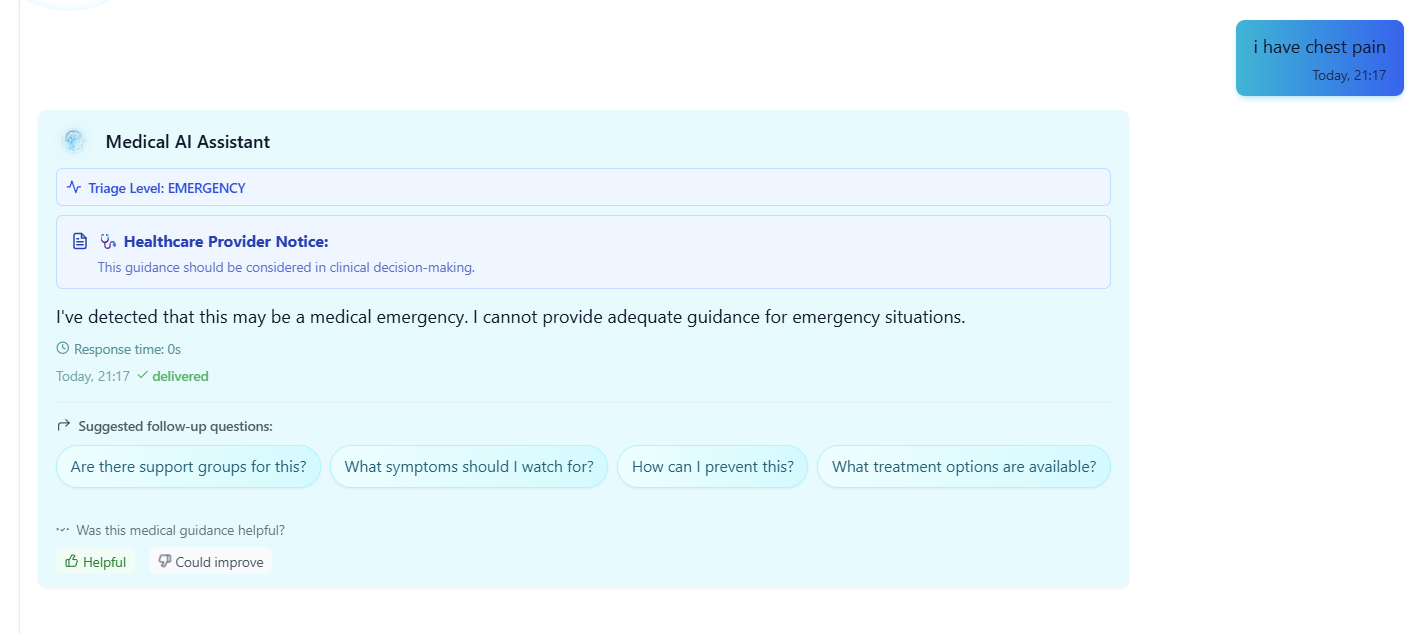 i have chest pain
Today, 21:17
Medical AI Assistant
Triage Level: EMERGENCY
Healthcare Provider Notice:
This guidance should be considered in clinical decision-making.
I've detected that this may be a medical emergency. I cannot provide adequate guidance for emergency situations.
Response time: 0s
Today, 21:17 delivered
Suggested follow-up questions:
Are there support groups for this? What symptoms should I watch for? How can I prevent this? What treatment options are available?
Was this medical guidance helpful?
Helpful Could improve